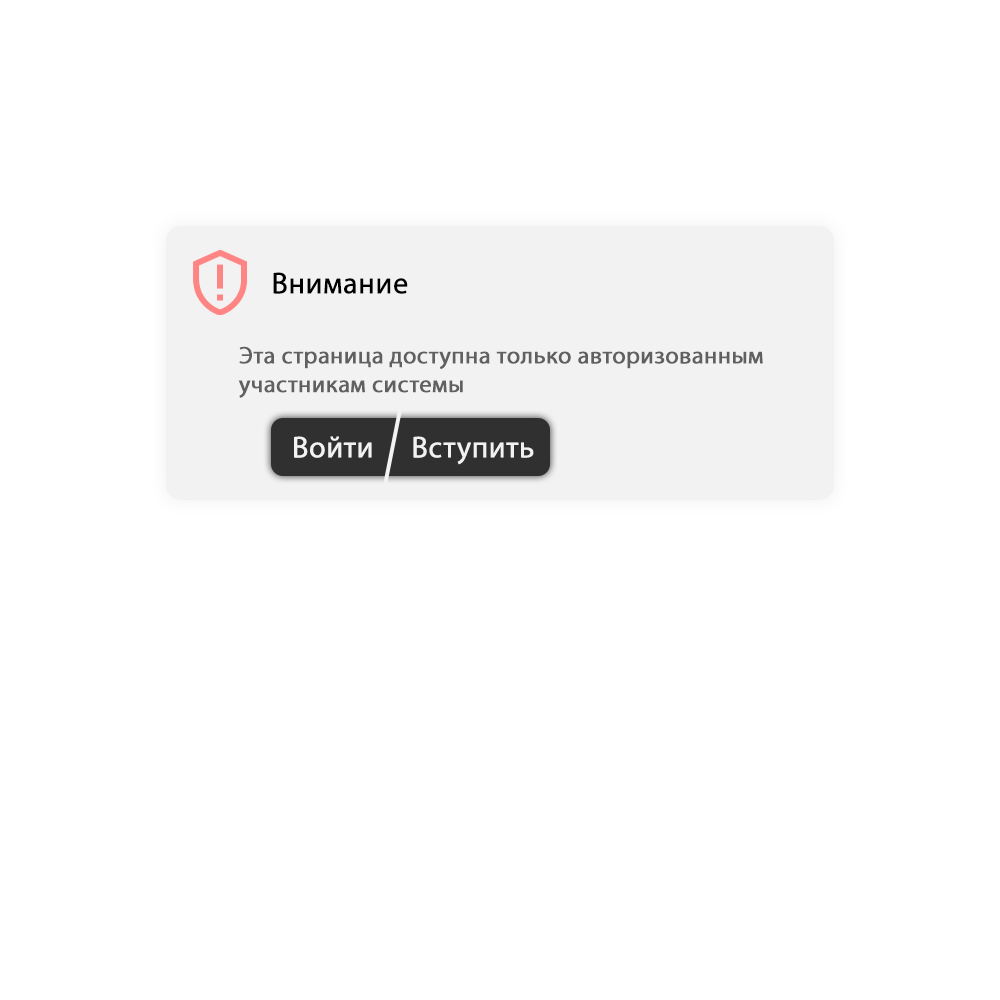 Внимание
Эта страница доступна только авторизованным
участникам системы
Войти / Вступить